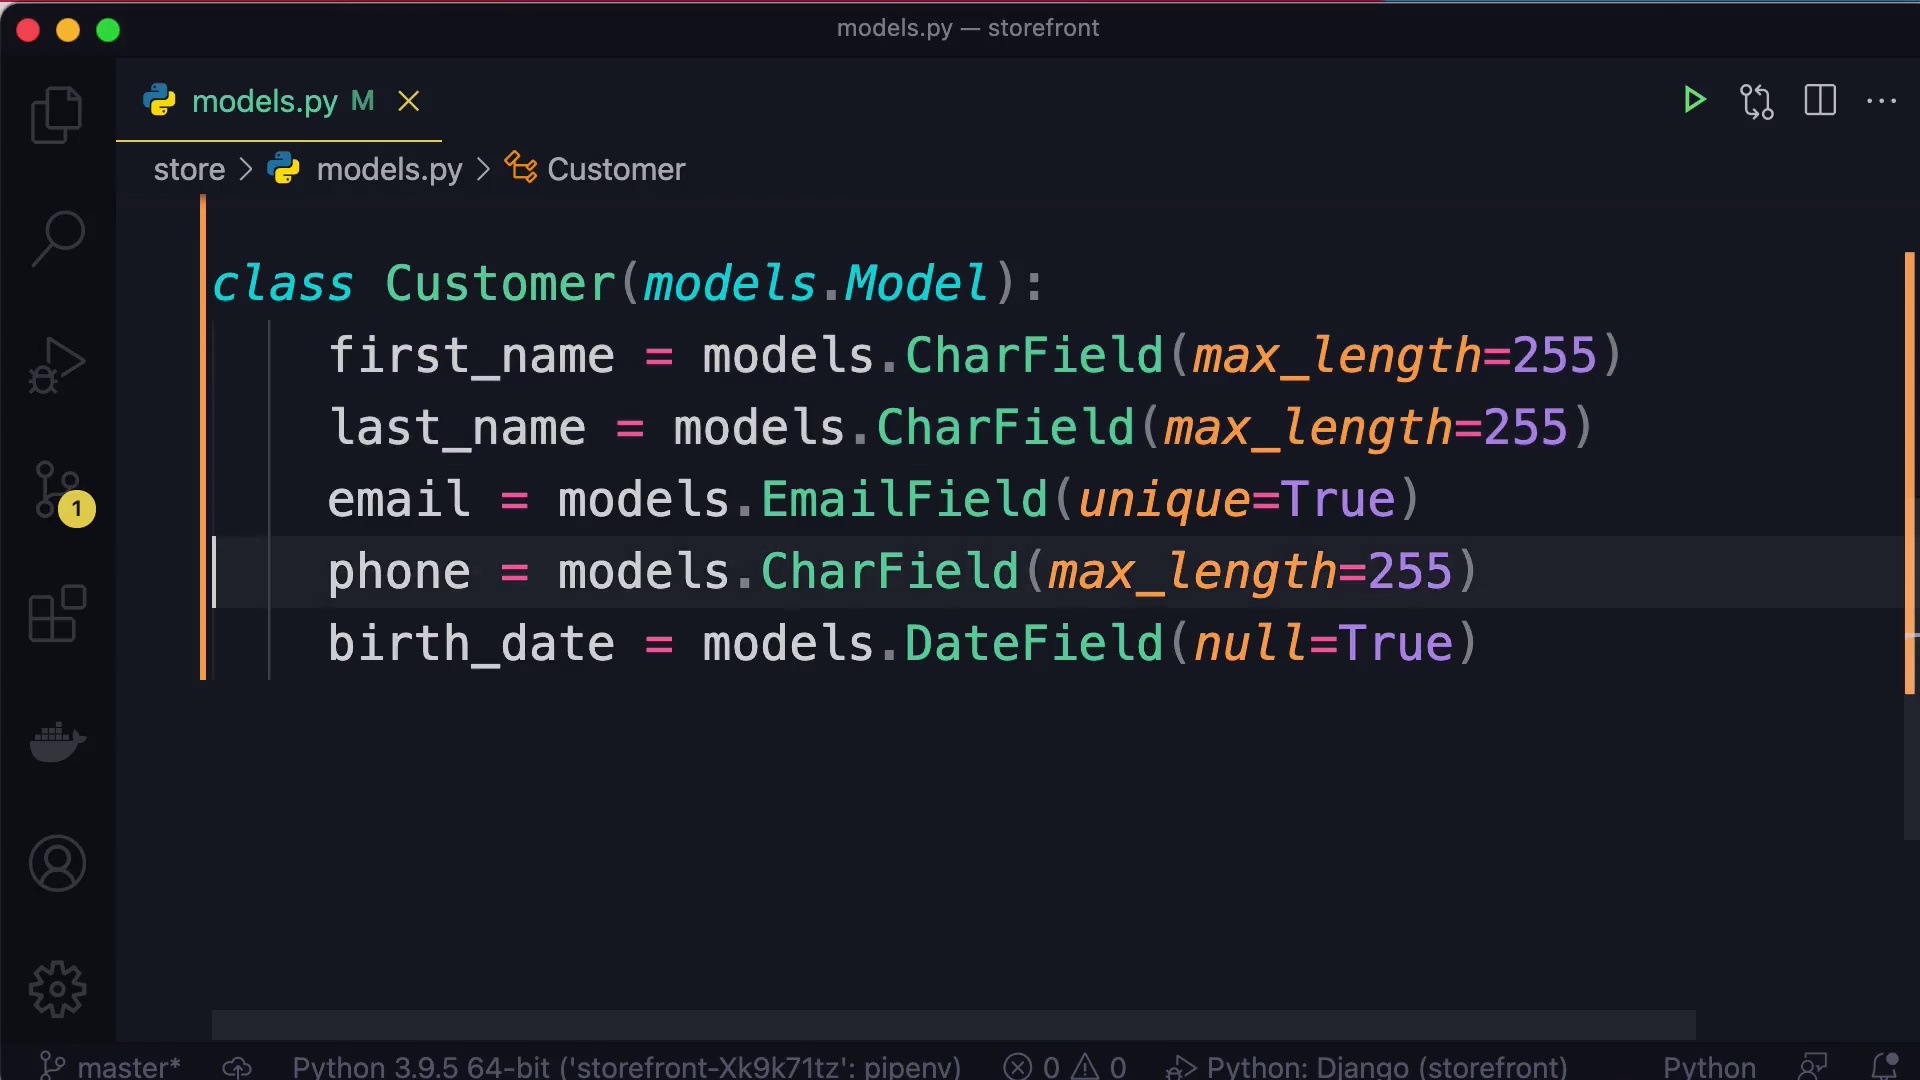 models.py — storefront
models.py M
store > models.py > Customer
class Customer(models.Model):
first_name = models.CharField(max_length=255)
last_name = models.CharField(max_length=255)
email = models.EmailField(unique=True)
phone = models.CharField(max_length=255)
birth_date = models.DateField(null=True)
1
master* Python 3.9.5 64-bit ('storefront-Xk9k71tz': pipenv) 0 0 Python: Django (storefront) Python